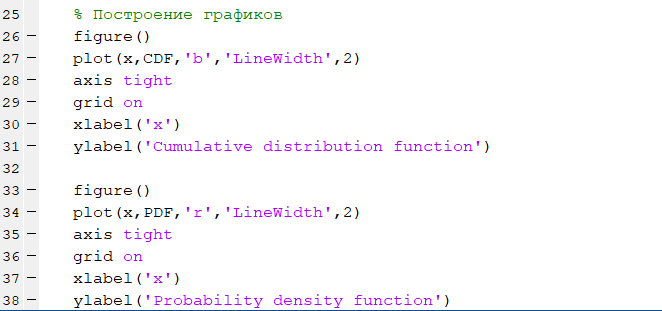 25 % Построение графиков
26 – figure()
27 – plot(x,CDF,'b','LineWidth',2)
28 – axis tight
29 – grid on
30 – xlabel('x')
31 – ylabel('Cumulative distribution function')
32
33 – figure()
34 – plot(x,PDF,'r','LineWidth',2)
35 – axis tight
36 – grid on
37 – xlabel('x')
38 – ylabel('Probability density function')